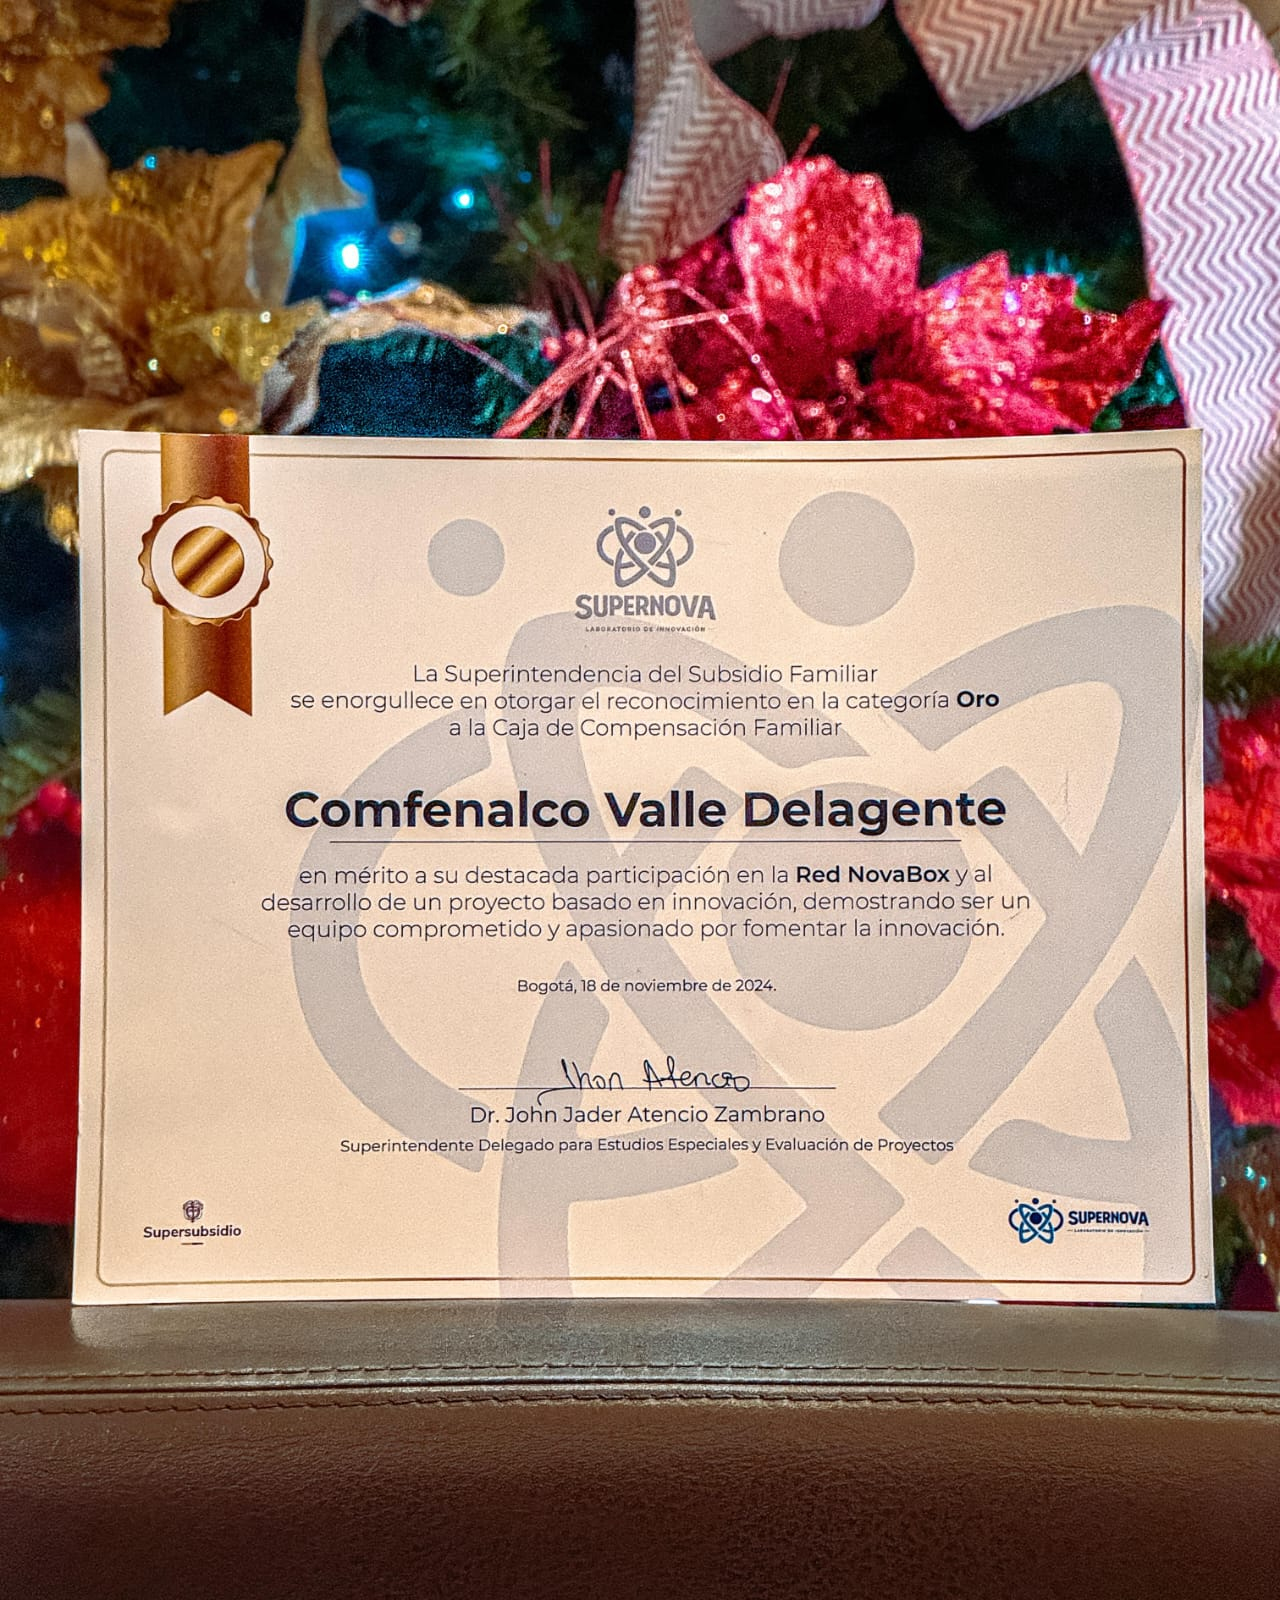 SUPERNOVA
LABORATORIO DE INNOVACIÓN
La Superintendencia del Subsidio Familiar
se enorgullece en otorgar el reconocimiento en la categoría Oro
a la Caja de Compensación Familiar
Comfenalco Valle Delagente
en mérito a su destacada participación en la Red NovaBox y al
desarrollo de un proyecto basado en innovación, demostrando ser un
equipo comprometido y apasionado por fomentar la innovación.
Bogotá, 18 de noviembre de 2024.
Jhon Atencio
Dr. John Jader Atencio Zambrano
Superintendente Delegado para Estudios Especiales y Evaluación de Proyectos
Supersubsidio
SUPERNOVA
LABORATORIO DE INNOVACIÓN